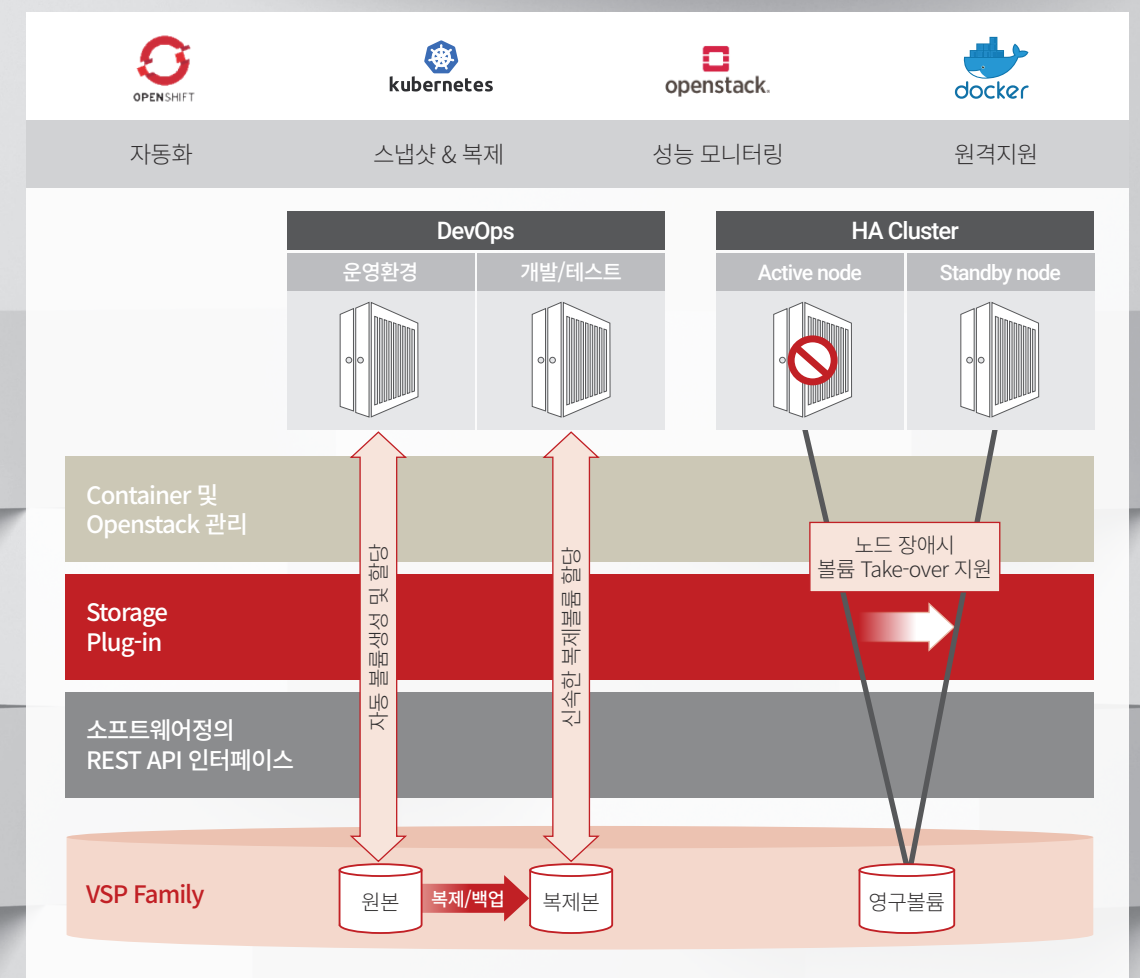 OPENSHIFT
kubernetes
openstack.
docker
자동화
스냅샷 & 복제
성능 모니터링
원격지원
DevOps
HA Cluster
운영환경
개발/테스트
Active node
Standby node
Container 및
Openstack 관리
노드 장애시
볼륨 Take-over 지원
Storage
Plug-in
자동 볼륨생성 및 할당
신속한 복제볼륨 할당
소프트웨어정의
REST API 인터페이스
VSP Family
원본
복제/백업
복제본
영구볼륨